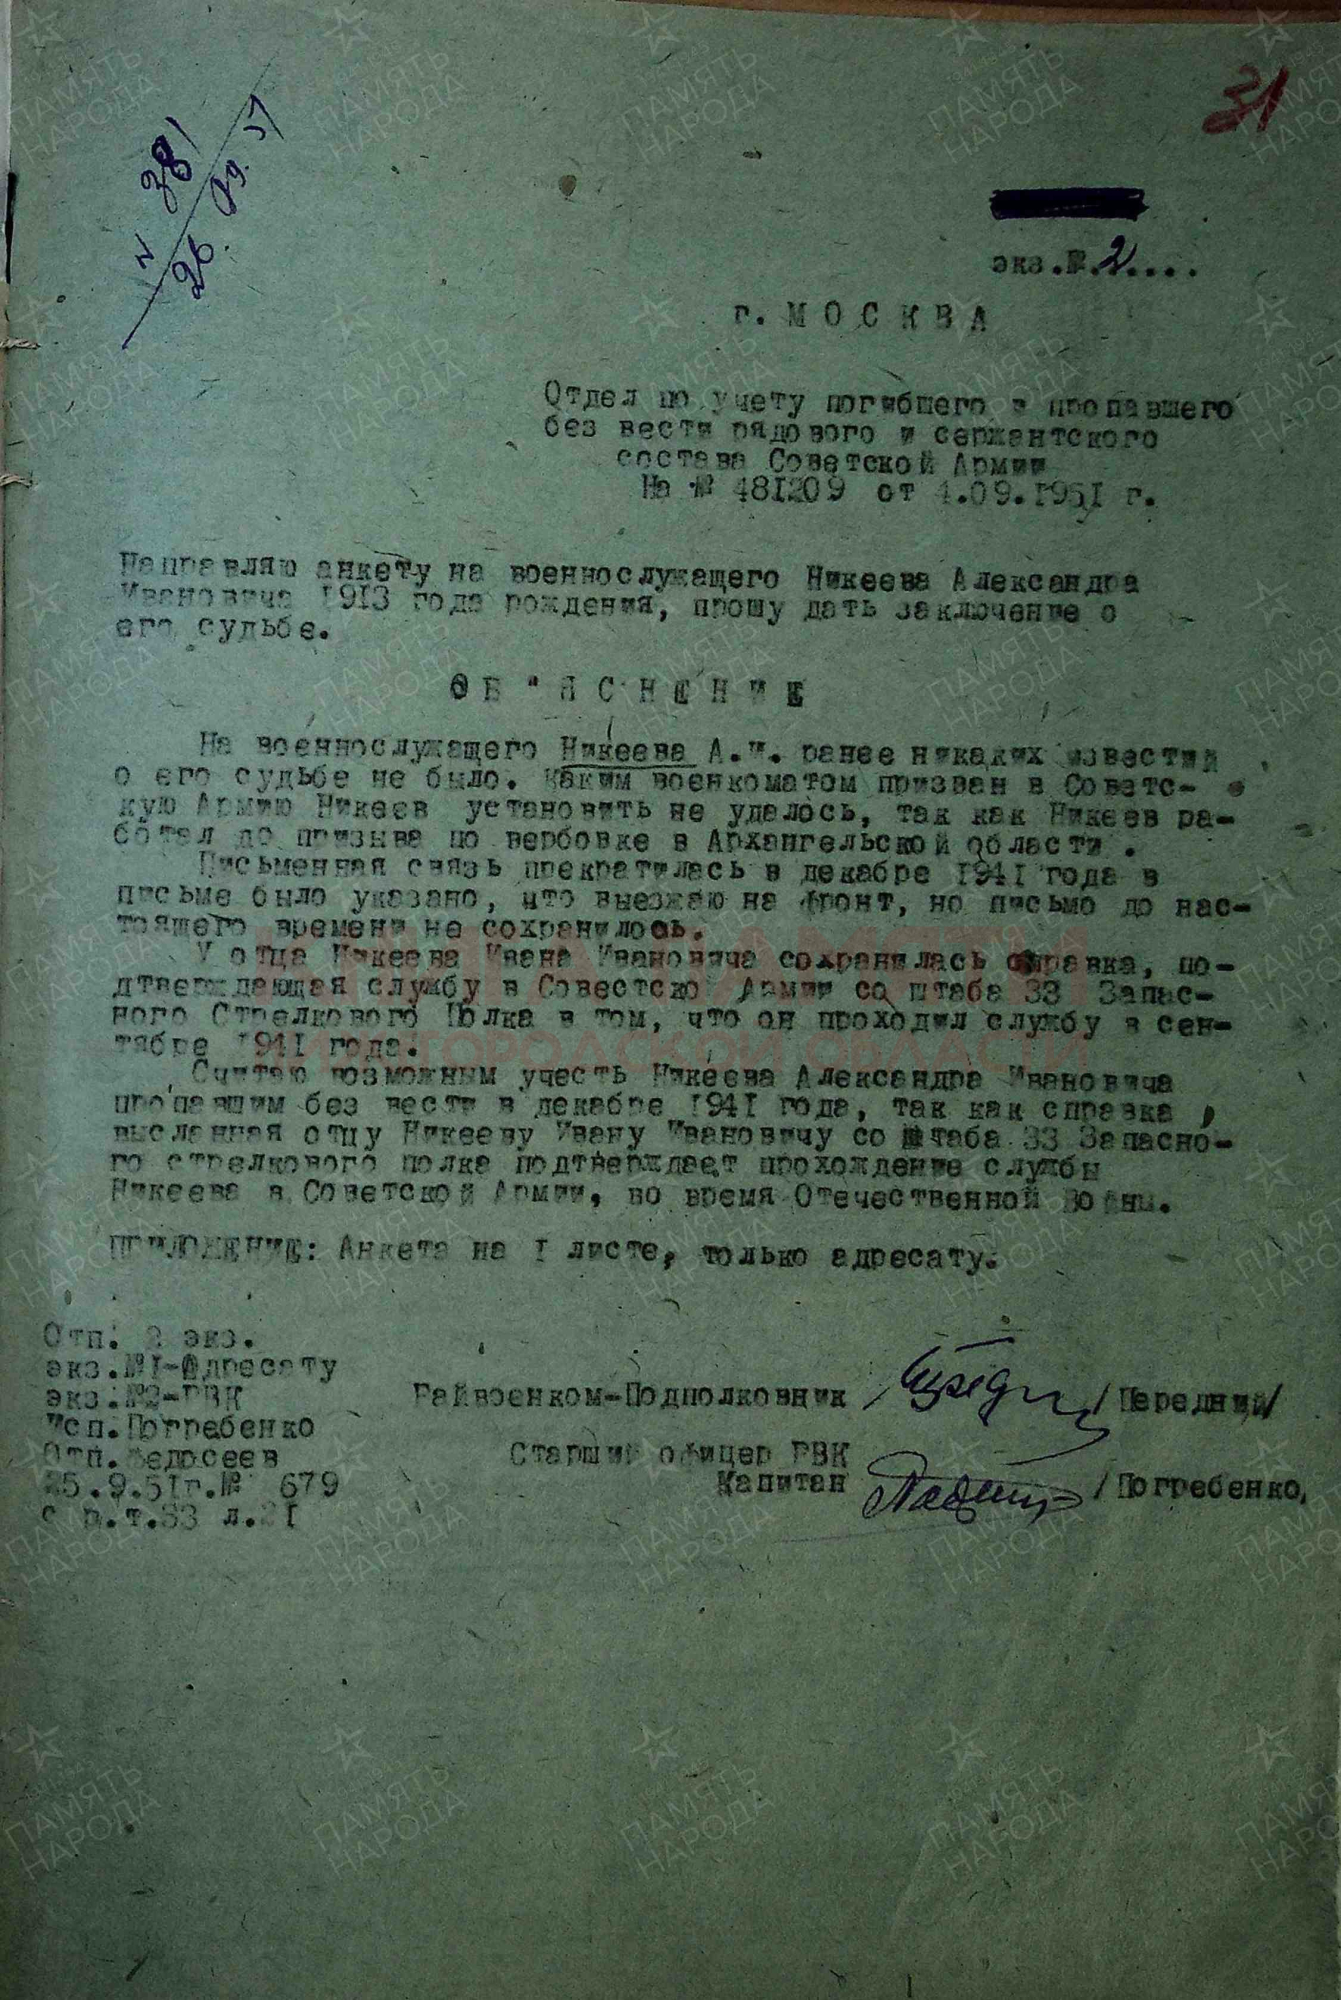 31
N 381
26.09.51
экз.№.2.....
г. МОСКВА
Отдел по учету погибшего и пропавшего
без вести рядового и сержантского
состава Советской Армии
На № 481209 от 4.09.1951 г.
Направляю анкету на военнослужащего Никеева Александра
Ивановича 1913 года рождения, прошу дать заключение о
его судьбе.
ОБ"ЯСНЕНИЕ
На военнослужащего Никеева А.И. ранее никаких известий
о его судьбе не было. Каким военкоматом призван в Советс-
кую Армию Никеев установить не удалось, так как Никеев ра-
ботал до призыва по вербовке в Архангельской области.
Письменная связь прекратилась в декабре 1941 года в
письме было указано, что выезжаю на фронт, но письмо до нас-
тоящего времени не сохранилось.
У отца Никеева Ивана Ивановича сохранилась справка, по-
дтверждающая службу в Совестско Армии со штаба 33 Запас-
ного Стрелкового Полка в том, что он проходил службу в сен-
тябре 1941 года.
Считаю возможным учесть Никеева Александра Ивановича
пропавшим без вести в декабре 1941 года, так как справка,
высланная отцу Никееву Ивану Ивановичу со штаба 33 Запасно-
го стрелкового полка подтверждает прохождение службы
Никеева в Советской Армии, во время Отечественной Войны.
ПРИЛОЖЕНИЕ: Анкета на 1 листе, только адресату.
Отп. 2 экз.
экз.№1-Адресату
экз.№2-РВК
Исп.Погребенко
Отп.Федосеев
25.9.51г.№ 679
с р.т.33 л.21
Райвоенком-Подполковник / /Передний/
Старший офицер РВК
Капитан /Погребенко,
ПАМЯТЬ НАРОДА
КНИГА ПАМЯТИ
НИЖЕГОРОДСКОЙ ОБЛАСТИ